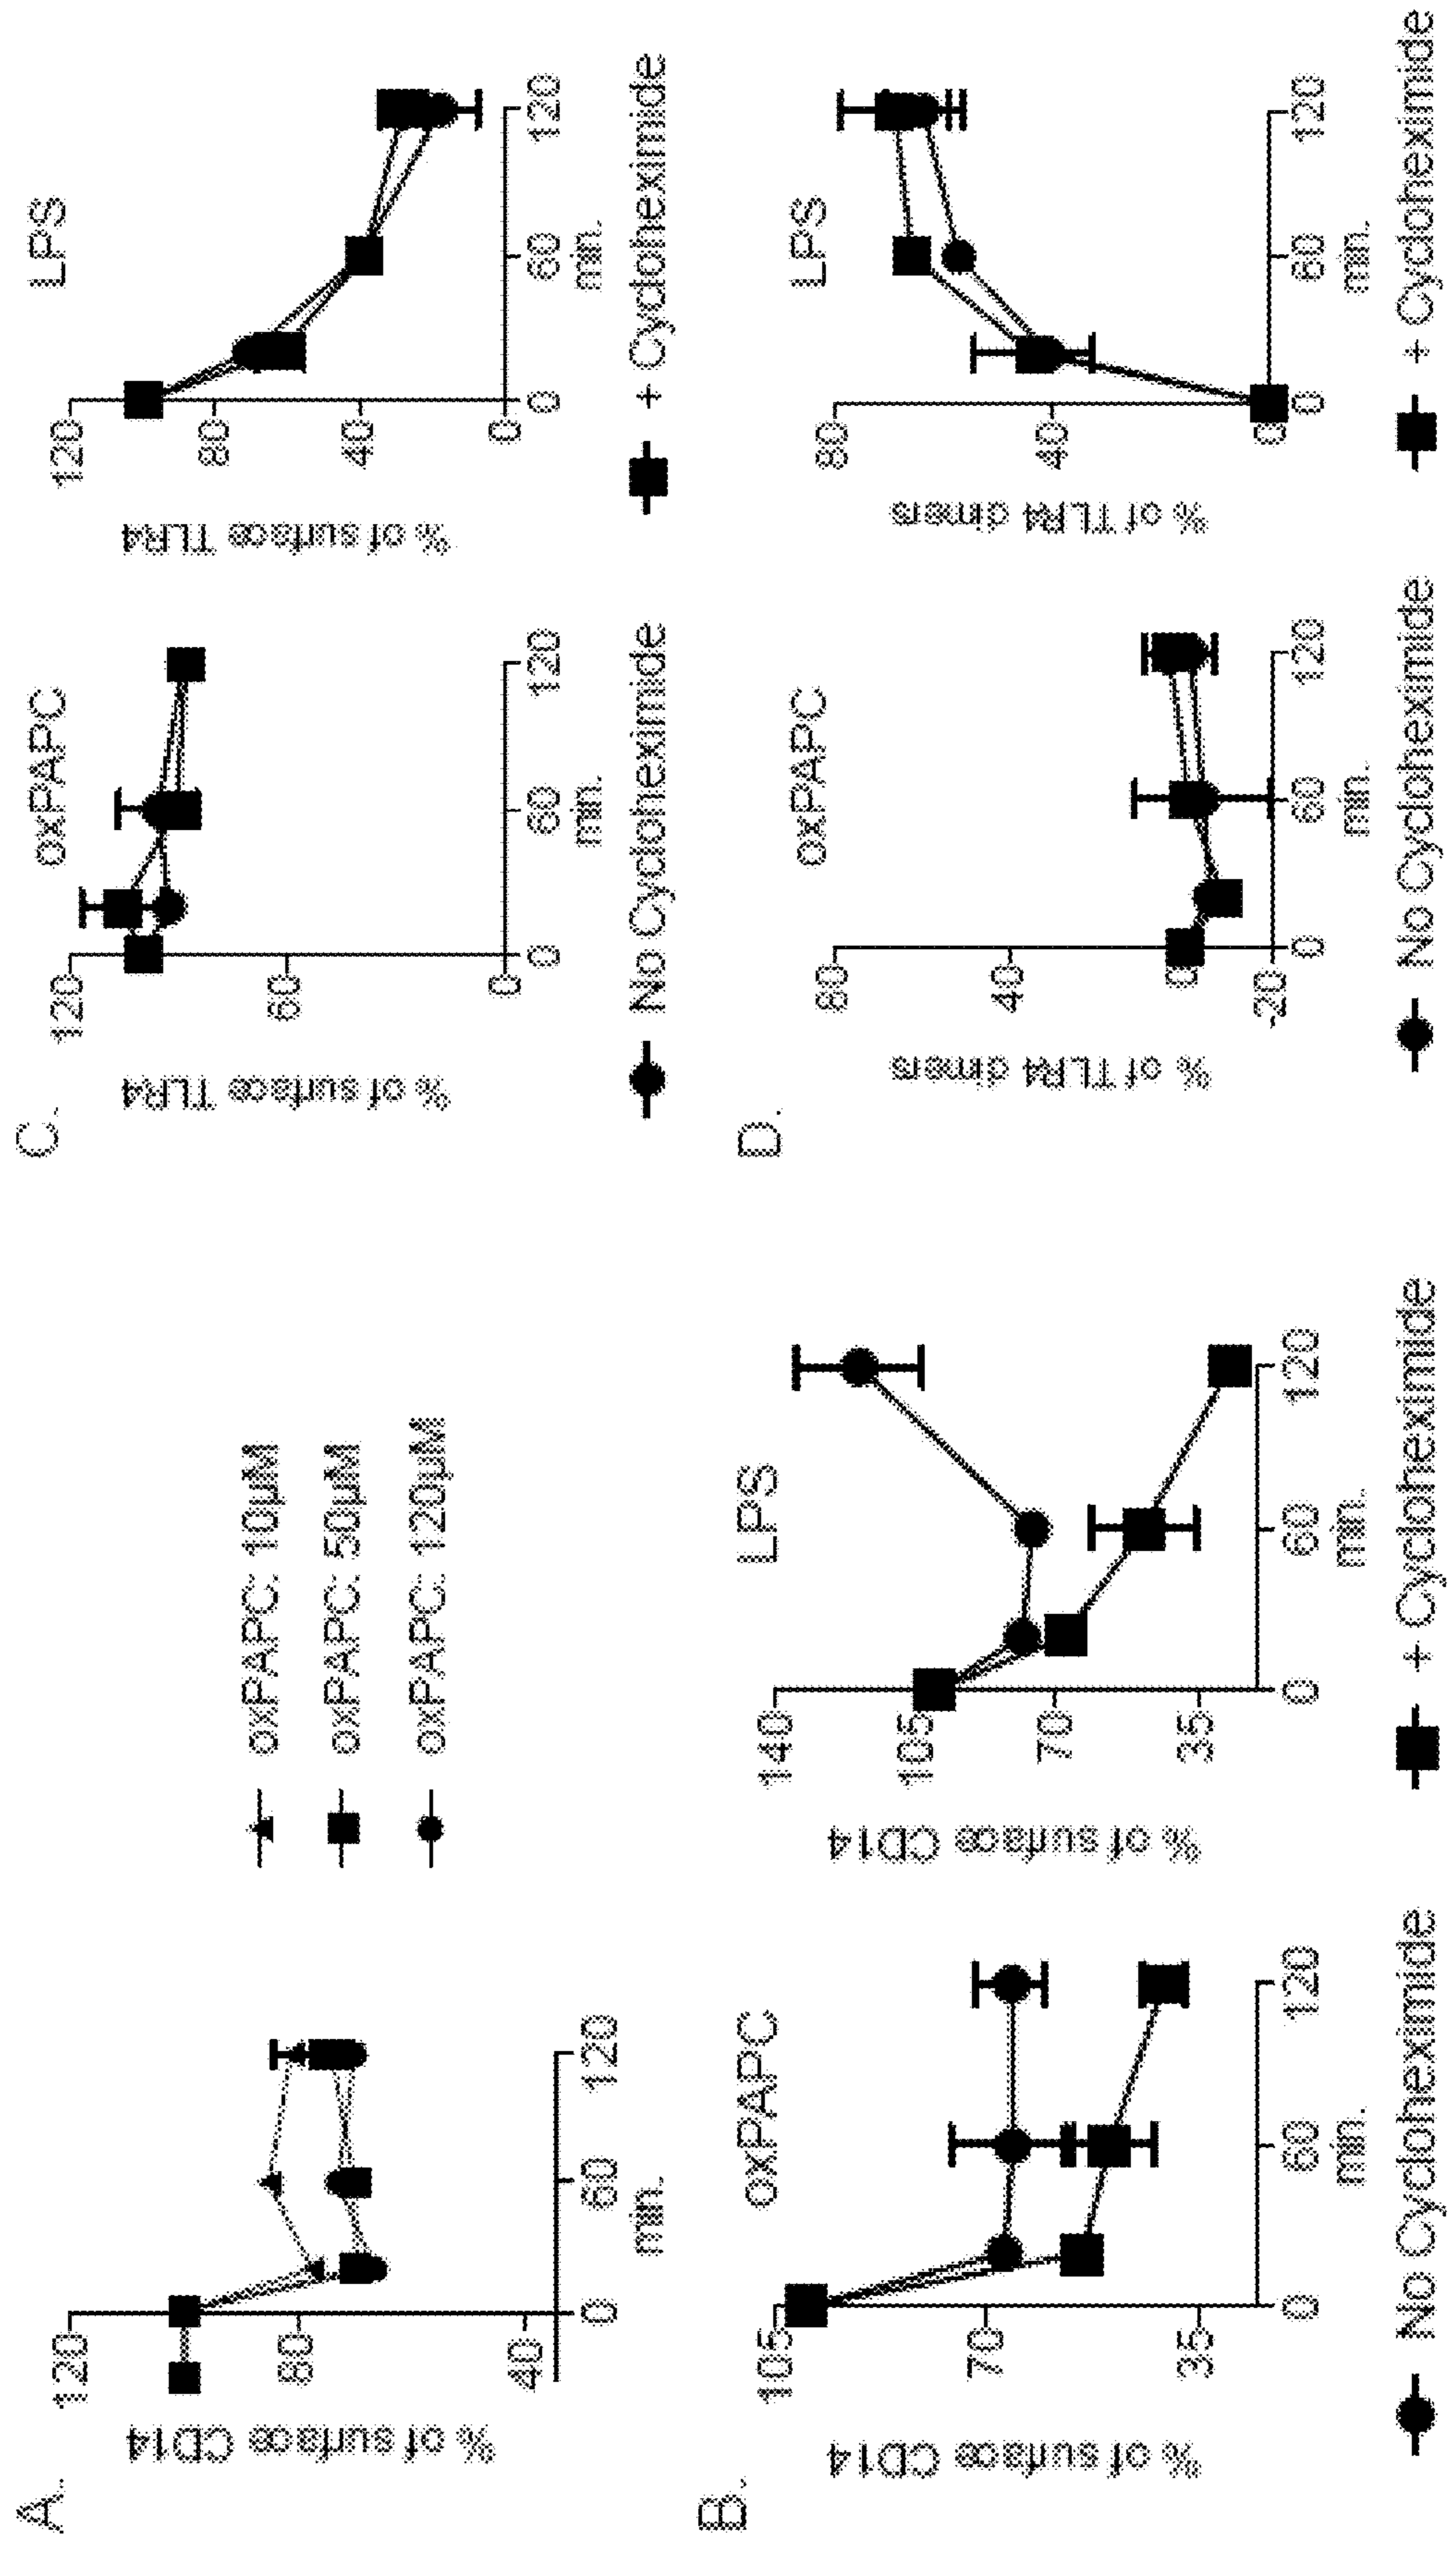 A.
% of surface CD14
120
80
40
0
60
120
min.
oxPAPC: 10µM
oxPAPC: 50µM
oxPAPC: 120µM
B.
oxPAPC
% of surface CD14
105
70
35
0
60
120
min.
LPS
% of surface CD14
140
105
70
35
0
60
120
min.
No Cycloheximide
+ Cycloheximide
C.
oxPAPC
% of surface TLR4
120
60
0
0
60
120
min.
LPS
% of surface TLR4
120
80
40
0
0
60
120
min.
No Cycloheximide
+ Cycloheximide
D.
oxPAPC
% of TLR4 dimers
80
40
0
-20
0
60
120
min.
LPS
% of TLR4 dimers
80
40
0
0
60
120
min.
No Cycloheximide
+ Cycloheximide